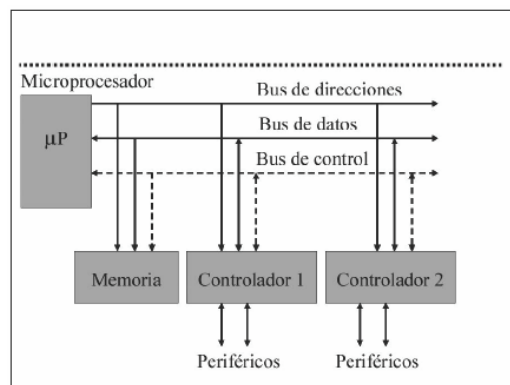 Microprocesador
Bus de direcciones
μP
Bus de datos
Bus de control
Memoria
Controlador 1
Controlador 2
Periféricos
Periféricos